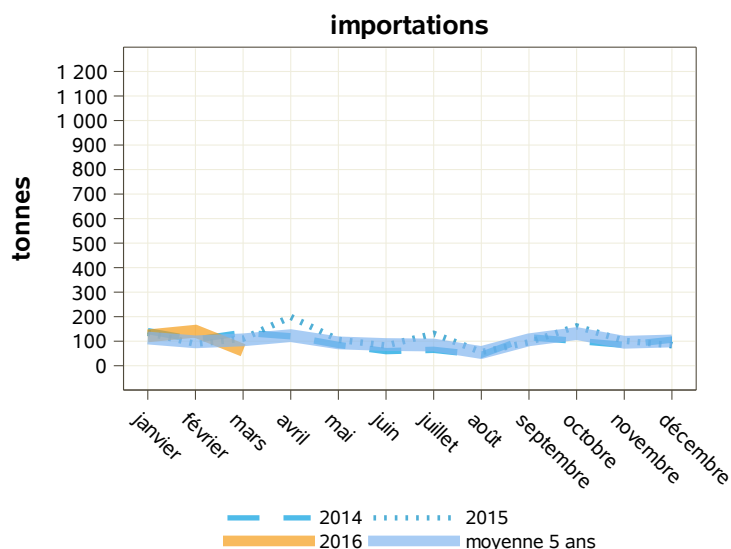 importations
tonnes
1 200
1 100
1 000
900
800
700
600
500
400
300
200
100
0
janvier
février
mars
avril
mai
juin
juillet
août
septembre
octobre
novembre
décembre
2014 2015
2016 moyenne 5 ans